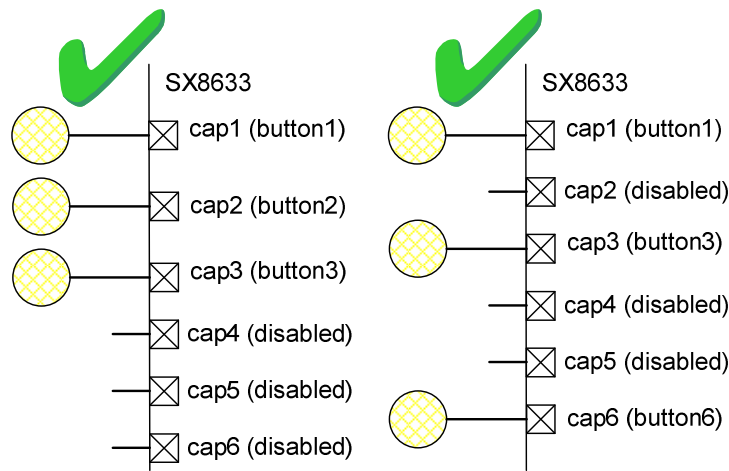 SX8633
cap1 (button1)
cap2 (button2)
cap3 (button3)
cap4 (disabled)
cap5 (disabled)
cap6 (disabled)
SX8633
cap1 (button1)
cap2 (disabled)
cap3 (button3)
cap4 (disabled)
cap5 (disabled)
cap6 (button6)